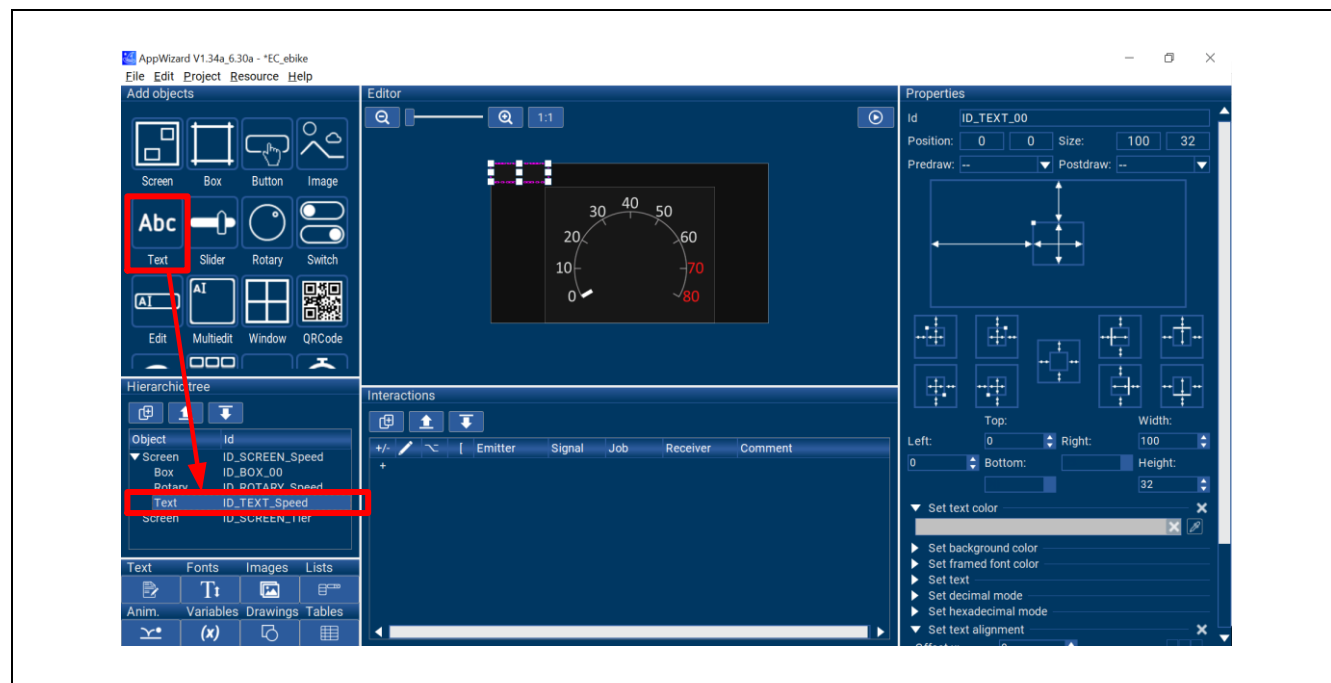 AppWizard V1.34a_6.30a - *EC_ebike
File Edit Project Resource Help
Add objects
Screen Box Button Image
Abc
Text Slider Rotary Switch
AI AI
Edit Multiedit Window QRCode
Hierarchic tree
Object Id
Screen ID_SCREEN_Speed
Box ID_BOX_00
Rotary ID_ROTARY_Speed
Text ID_TEXT_Speed
Screen ID_SCREEN_Tier
Text Fonts Images Lists
Anim. Variables Drawings Tables
(x)
Editor
1:1
0
10
20
30
40
50
60
70
80
Interactions
+/- [ Emitter Signal Job Receiver Comment
+
Properties
Id ID_TEXT_00
Position: 0 0 Size: 100 32
Predraw: -- Postdraw: --
Top: Width:
Left: 0 Right: 100
0 Bottom: Height:
32
Set text color
Set background color
Set framed font color
Set text
Set decimal mode
Set hexadecimal mode
Set text alignment